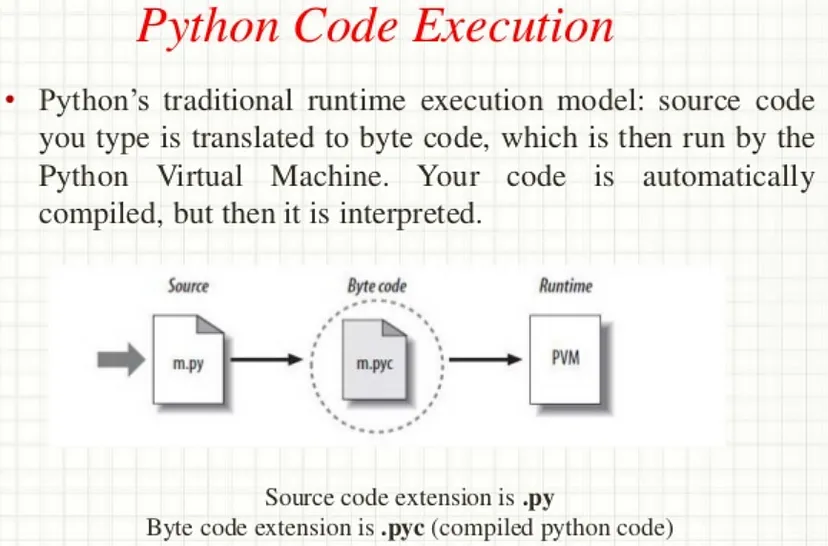 Python Code Execution
• Python's traditional runtime execution model: source code
you type is translated to byte code, which is then run by the
Python Virtual Machine. Your code is automatically
compiled, but then it is interpreted.
Source Byte code Runtime
m.py m.pyc PVM
Source code extension is .py
Byte code extension is .pyc (compiled python code)